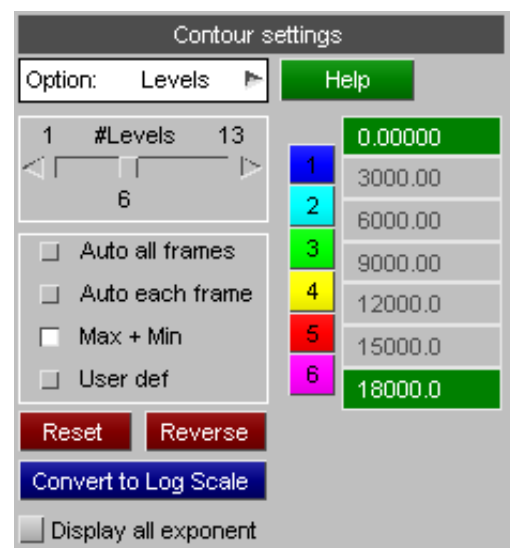 Contour settings
Option: Levels
Help
1 #Levels 13
6
Auto all frames
Auto each frame
Max + Min
User def
Reset Reverse
Convert to Log Scale
Display all exponent
1
2
3
4
5
6
0.00000
3000.00
6000.00
9000.00
12000.0
15000.0
18000.0